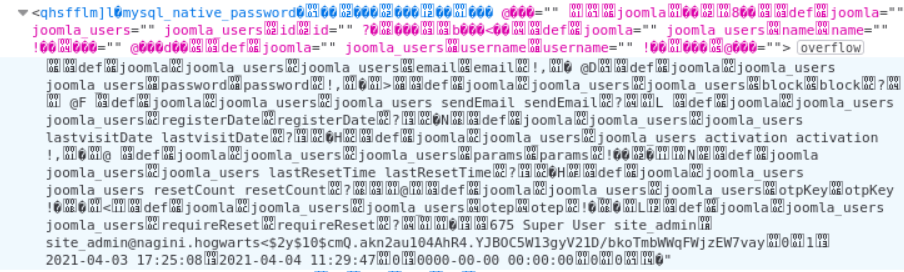 <qhsfflm]l�mysql_native_password� @���="" joomla�� 8�� def joomla=""
joomla_users="" joomla_users id id="" ?� ��� b���<�� def joomla="" joomla_users name name=""
!�� ���="" @���d�� def joomla="" joomla_users username username="" !�� �� s@���=""> overflow
def joomla joomla_users joomla_users email email !, � @D def joomla joomla_users
joomla_users password password !, � > def joomla joomla_users joomla_users block block ?
@F def joomla joomla_users joomla_users sendEmail sendEmail ? L def joomla joomla_users
joomla_users registerDate registerDate ? �N def joomla joomla_users joomla_users
lastvisitDate lastvisitDate ? �H def joomla joomla_users joomla_users activation activation
!, � @ def joomla joomla_users joomla_users params params !�� � N def joomla
joomla_users joomla_users lastResetTime lastResetTime ? �H def joomla joomla_users
joomla_users resetCount resetCount ? @ def joomla joomla_users joomla_users otpKey otpKey
!� � < def joomla joomla_users joomla_users otep otep !� � L def joomla joomla_users
joomla_users requireReset requireReset ? � 675 Super User site_admin
site_admin@nagini.hogwarts<$2y$10$cmQ.akn2au104AhR4.YJBOC5W13gyV21D/bkoTmbWWqFWjzEW7vay 0 1
2021-04-03 17:25:08 2021-04-04 11:29:47 0 0000-00-00 00:00:00 0 0 �"